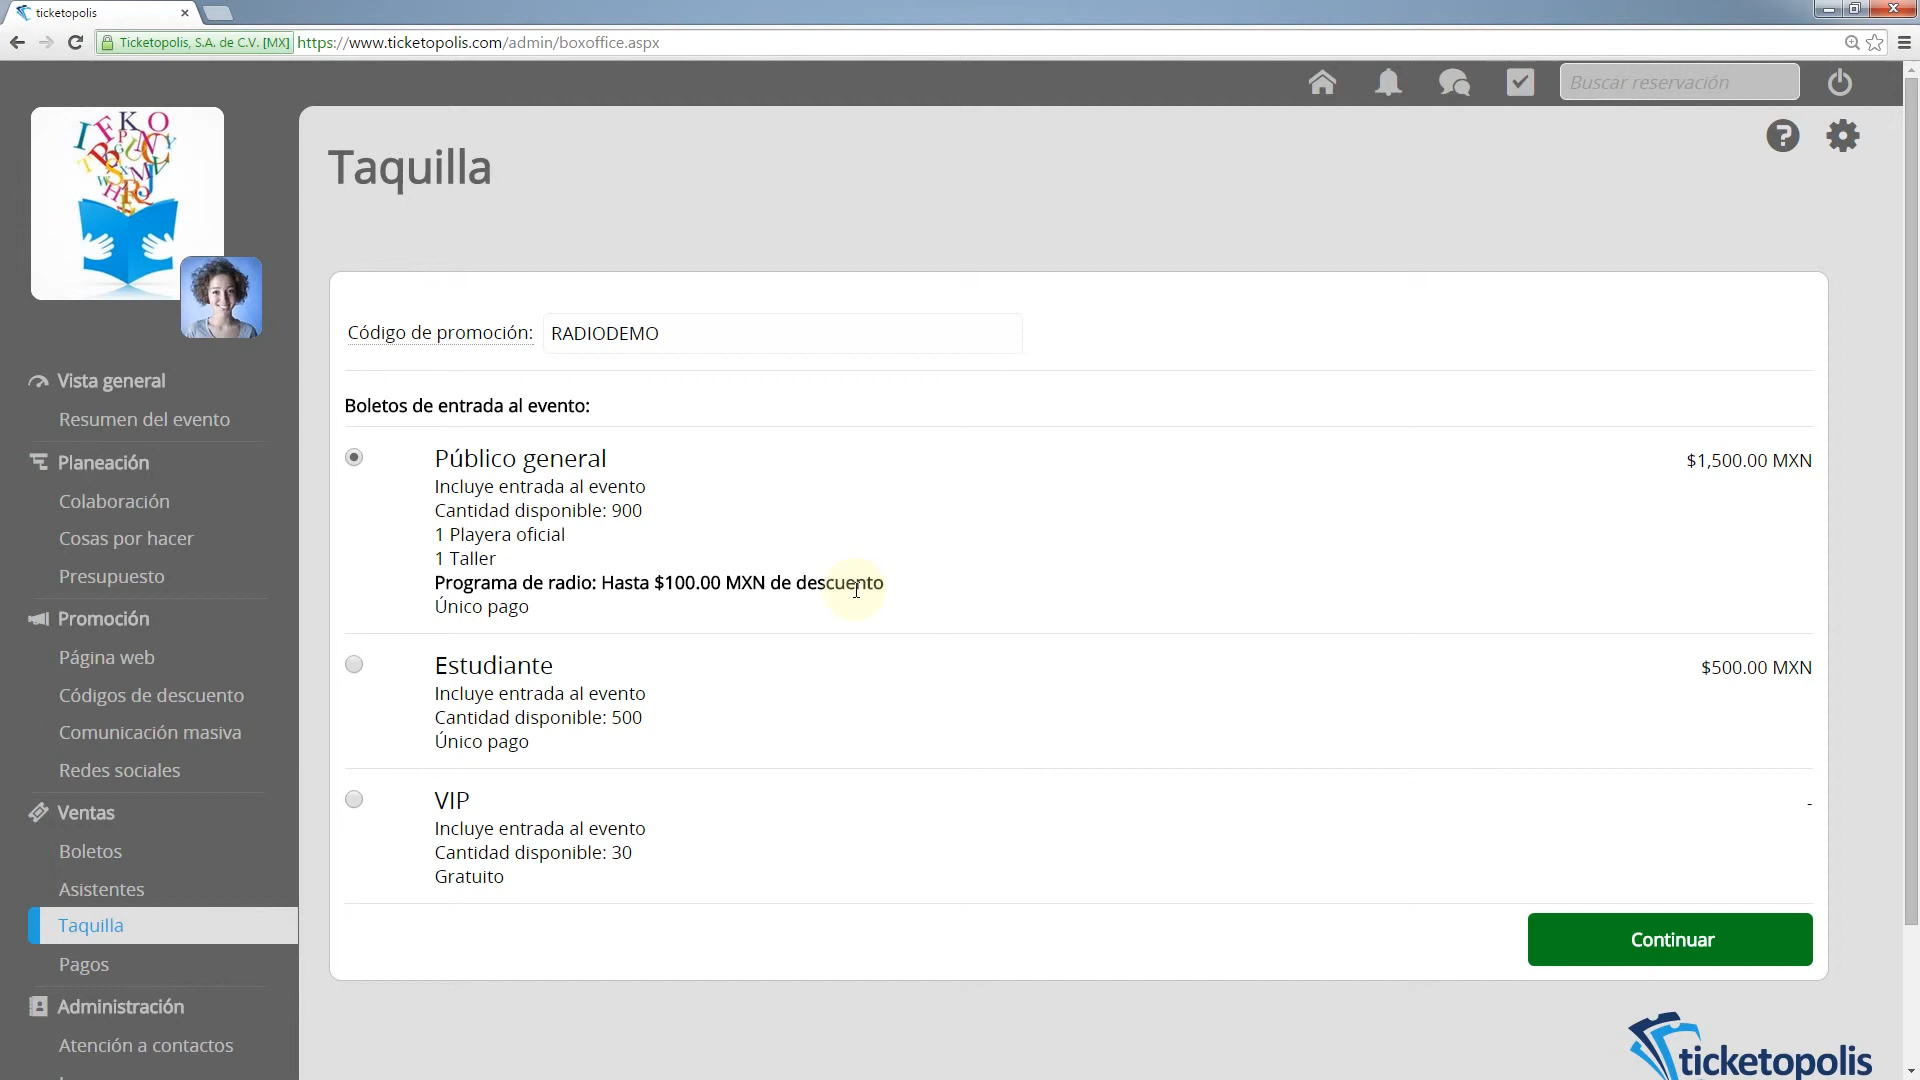 ticketopolis
Ticketopolis, S.A. de C.V. [MX] https://www.ticketopolis.com/admin/boxoffice.aspx
Buscar reservación
Taquilla
Código de promoción: RADIODEMO
Boletos de entrada al evento:
Público general $1,500.00 MXN
Incluye entrada al evento
Cantidad disponible: 900
1 Playera oficial
1 Taller
Programa de radio: Hasta $100.00 MXN de descuento
Único pago
Estudiante $500.00 MXN
Incluye entrada al evento
Cantidad disponible: 500
Único pago
VIP -
Incluye entrada al evento
Cantidad disponible: 30
Gratuito
Continuar
Vista general
Resumen del evento
Planeación
Colaboración
Cosas por hacer
Presupuesto
Promoción
Página web
Códigos de descuento
Comunicación masiva
Redes sociales
Ventas
Boletos
Asistentes
Taquilla
Pagos
Administración
Atención a contactos
ticketopolis